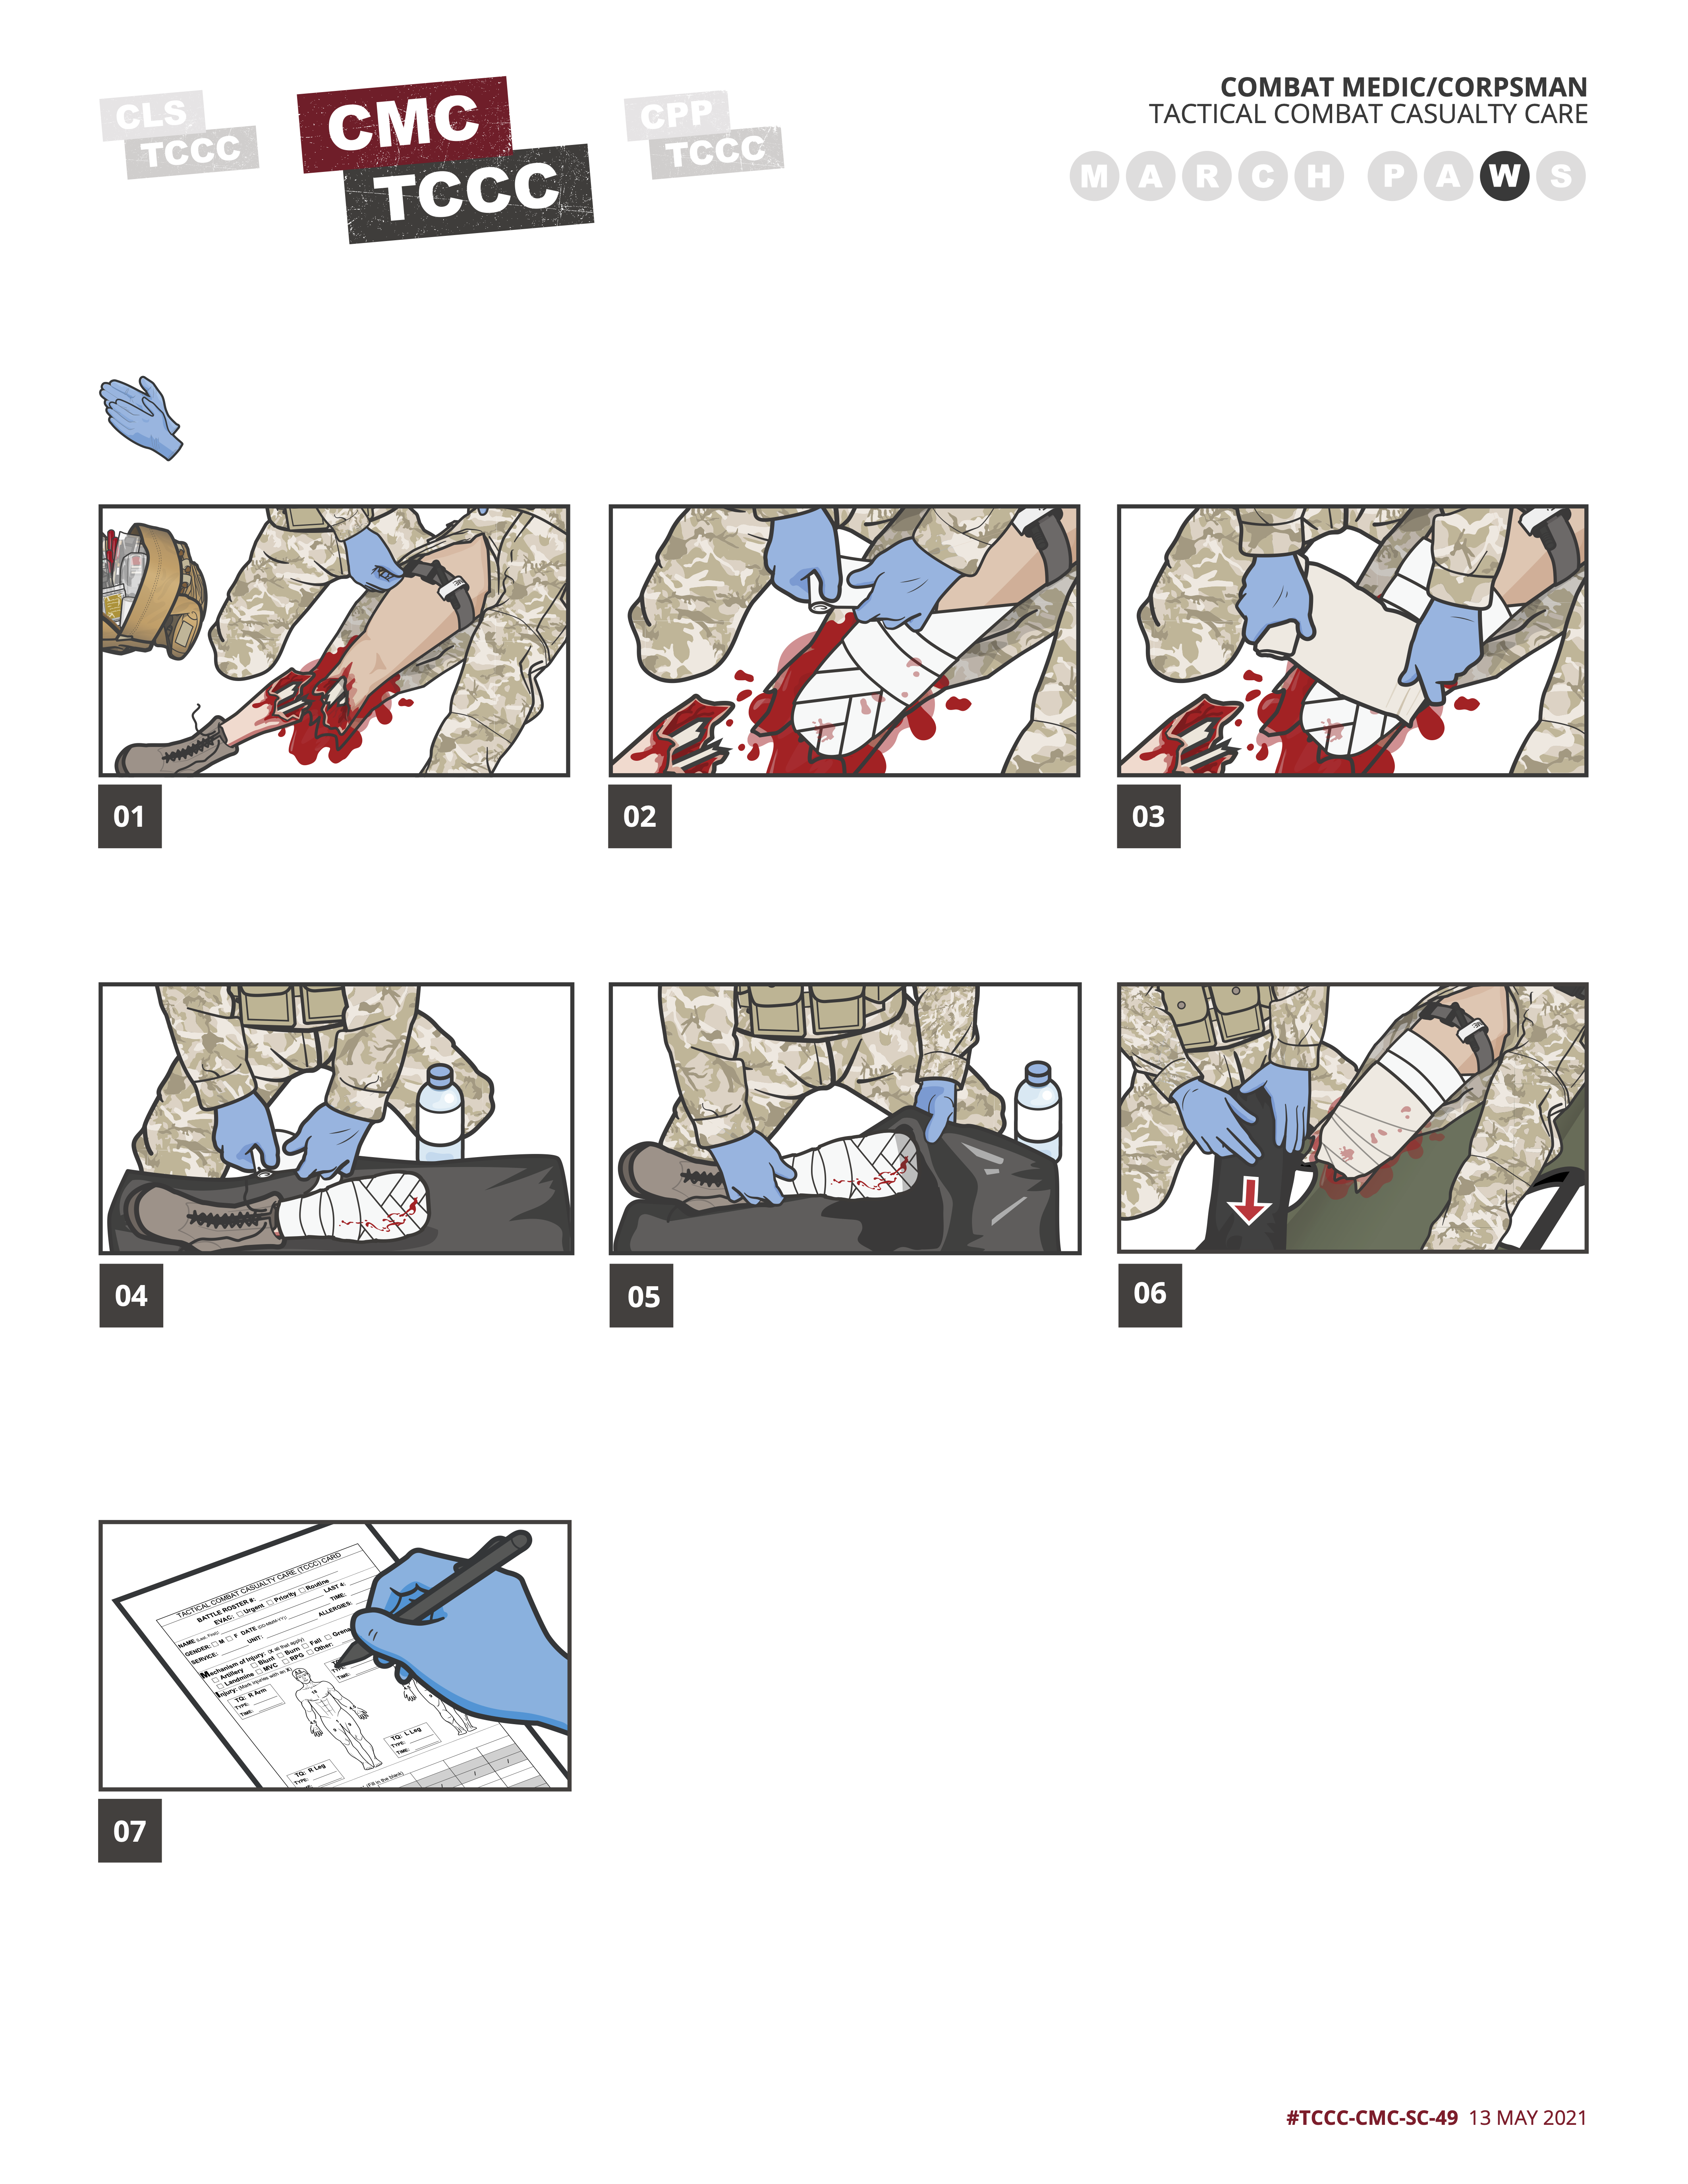 CLS
TCCC
CMC
TCCC
CPP
TCCC
COMBAT MEDIC/CORPSMAN
TACTICAL COMBAT CASUALTY CARE
M A R C H P A W S
01
02
03
04
05
06
TACTICAL COMBAT CASUALTY CARE (TCCC) CARD
BATTLE ROSTER #:
EVAC: Urgent Priority Routine
NAME (Last, First): LAST 4:
GENDER: M F DATE (DD-MMM-YY): TIME:
SERVICE: UNIT: ALLERGIES:
Mechanism of Injury: (X all that apply)
Artillery Blunt Burn Fall Grena
Landmine MVC RPG Other:
Injury: (Mark injuries with an X)
TQ: R Arm
TYPE:
TIME:
TYPE:
TIME:
TQ: L Leg
TYPE:
TIME:
TQ: R Leg
TYPE:
(Fill in the blank)
07
#TCCC-CMC-SC-49 13 MAY 2021